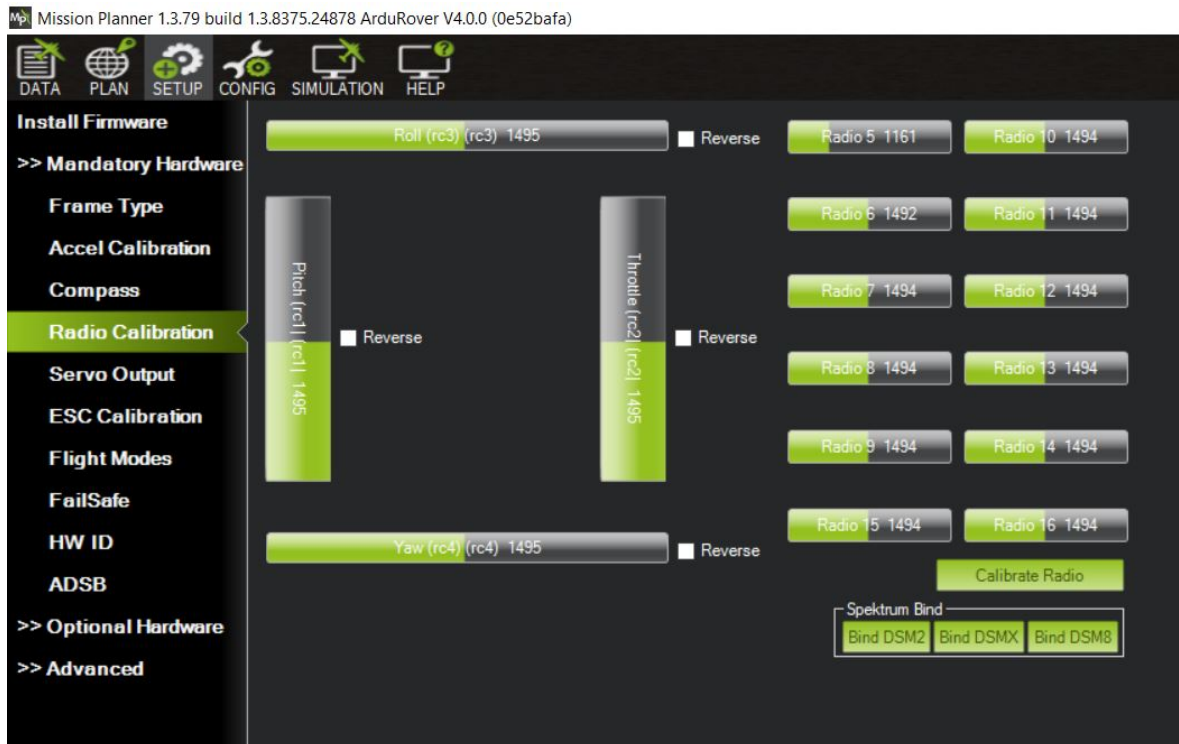 Mission Planner 1.3.79 build 1.3.8375.24878 ArduRover V4.0.0 (0e52bafa)
DATA PLAN SETUP CONFIG SIMULATION HELP
Install Firmware
>> Mandatory Hardware
Frame Type
Accel Calibration
Compass
Radio Calibration
Servo Output
ESC Calibration
Flight Modes
FailSafe
HW ID
ADSB
>> Optional Hardware
>> Advanced
Roll (rc3) (rc3) 1495
Reverse
Pitch (rc1) (rc1) 1495
Reverse
Throttle (rc2) (rc2) 1495
Reverse
Yaw (rc4) (rc4) 1495
Reverse
Radio 5 1161
Radio 10 1494
Radio 6 1492
Radio 11 1494
Radio 7 1494
Radio 12 1494
Radio 8 1494
Radio 13 1494
Radio 9 1494
Radio 14 1494
Radio 15 1494
Radio 16 1494
Calibrate Radio
Spektrum Bind
Bind DSM2 Bind DSMX Bind DSM8